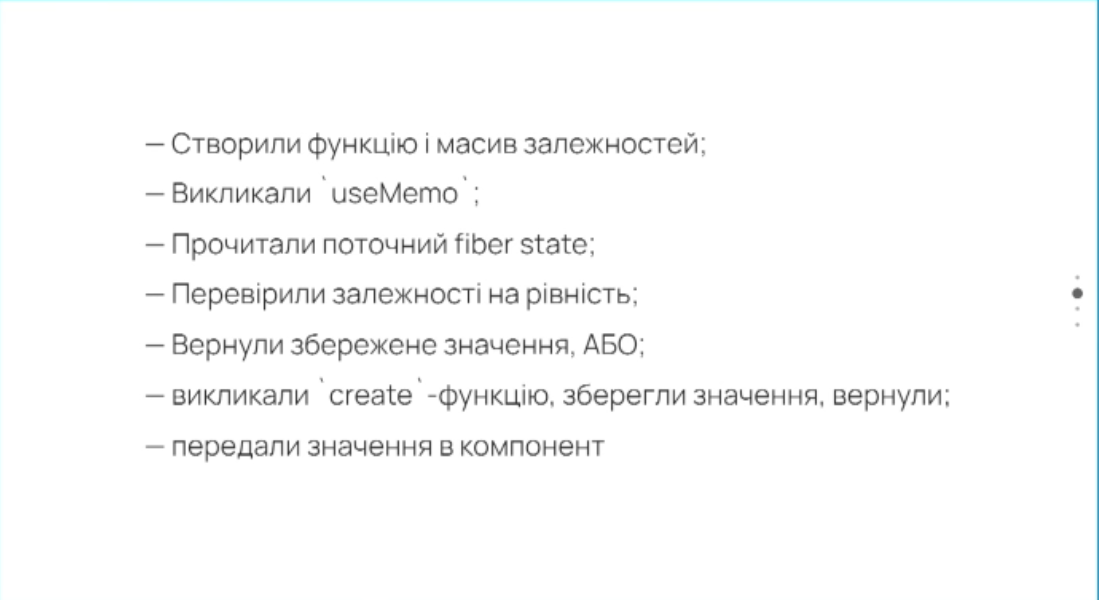 — Створили функцію і масив залежностей;
— Викликали `useMemo`;
— Прочитали поточний fiber state;
— Перевірили залежності на рівність;
— Вернули збережене значення, АБО;
— викликали `create`-функцію, зберегли значення, вернули;
— передали значення в компонент